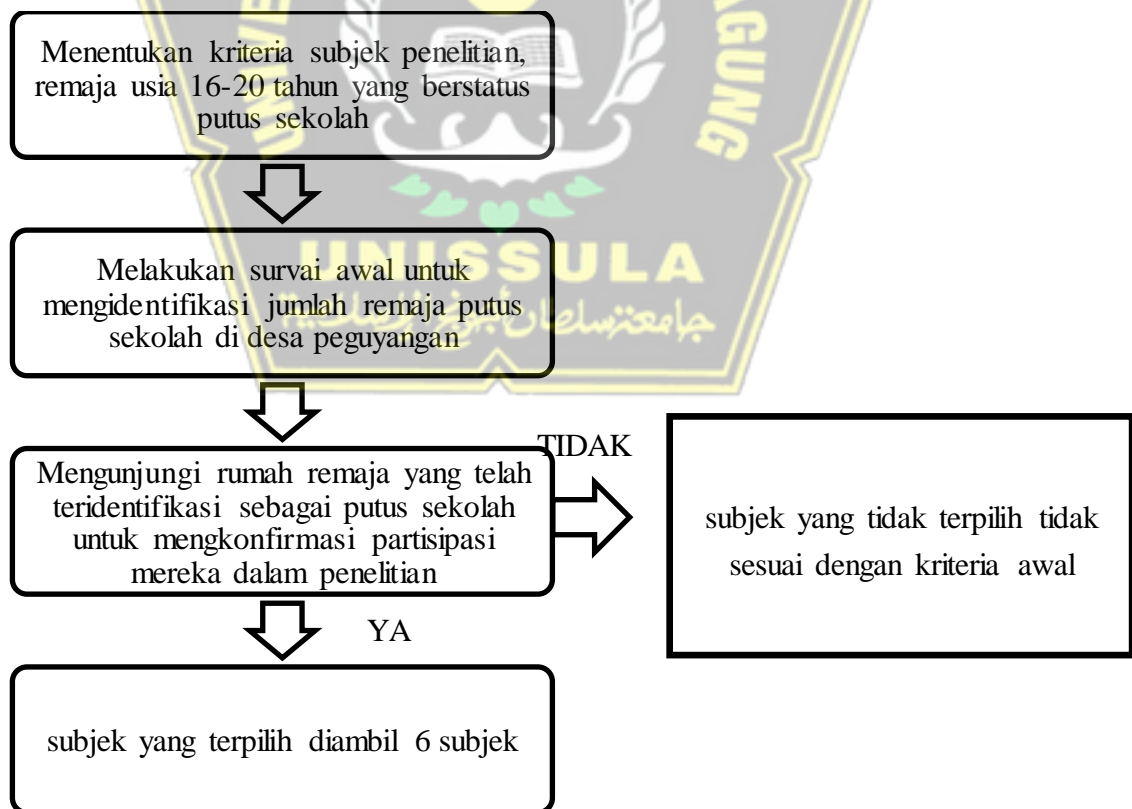 Menentukan kriteria subjek penelitian,
remaja usia 16-20 tahun yang berstatus
putus sekolah
Melakukan survai awal untuk
mengidentifikasi jumlah remaja putus
sekolah di desa peguyangan
Mengunjungi rumah remaja yang telah
teridentifikasi sebagai putus sekolah
untuk mengkonfirmasi partisipasi
mereka dalam penelitian
TIDAK
subjek yang tidak terpilih tidak
sesuai dengan kriteria awal
YA
subjek yang terpilih diambil 6 subjek
UNISSULA
AGUNG